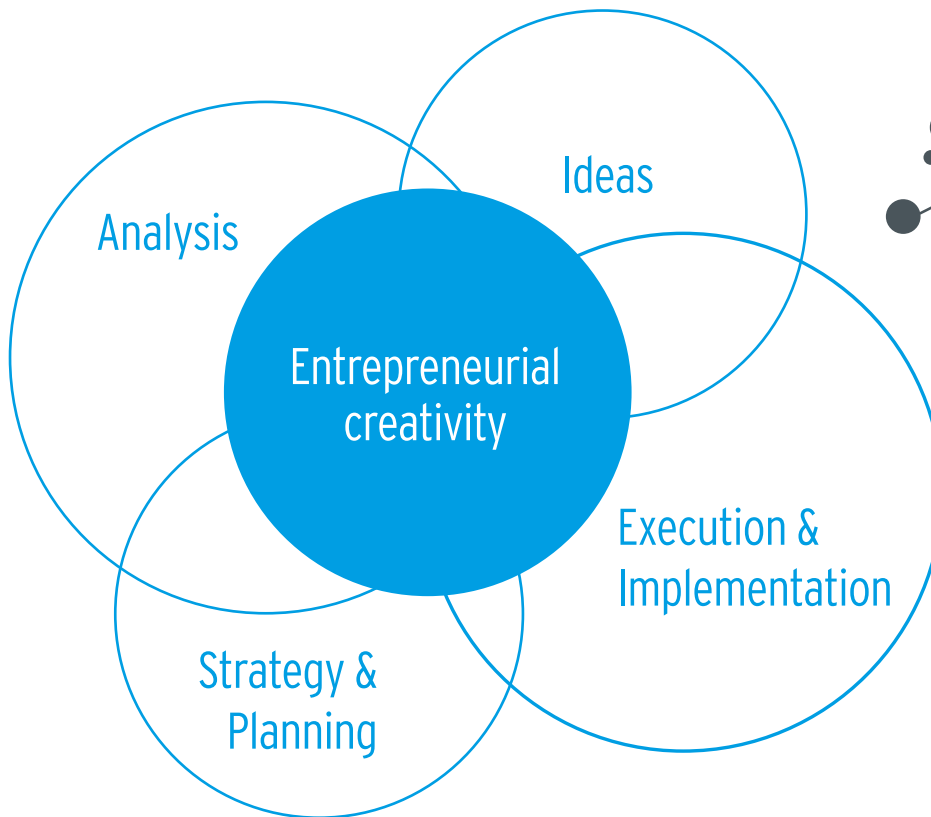 Ideas
Analysis
Entrepreneurial
creativity
Execution &
Implementation
Strategy &
Planning